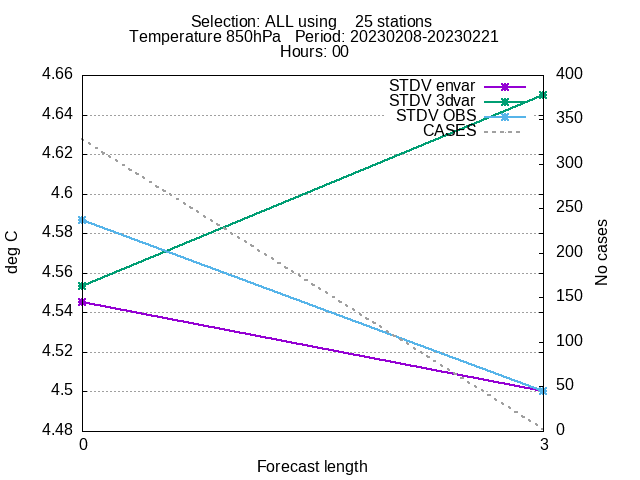 Selection: ALL using    25 stations
Temperature 850hPa   Period: 20230208-20230221
Hours: 00
4.66
4.64
4.62
4.6
4.58
4.56
4.54
4.52
4.5
4.48
deg C
STDV envar
STDV 3dvar
STDV OBS
CASES
400
350
300
250
200
150
100
50
0
No cases
0
3
Forecast length